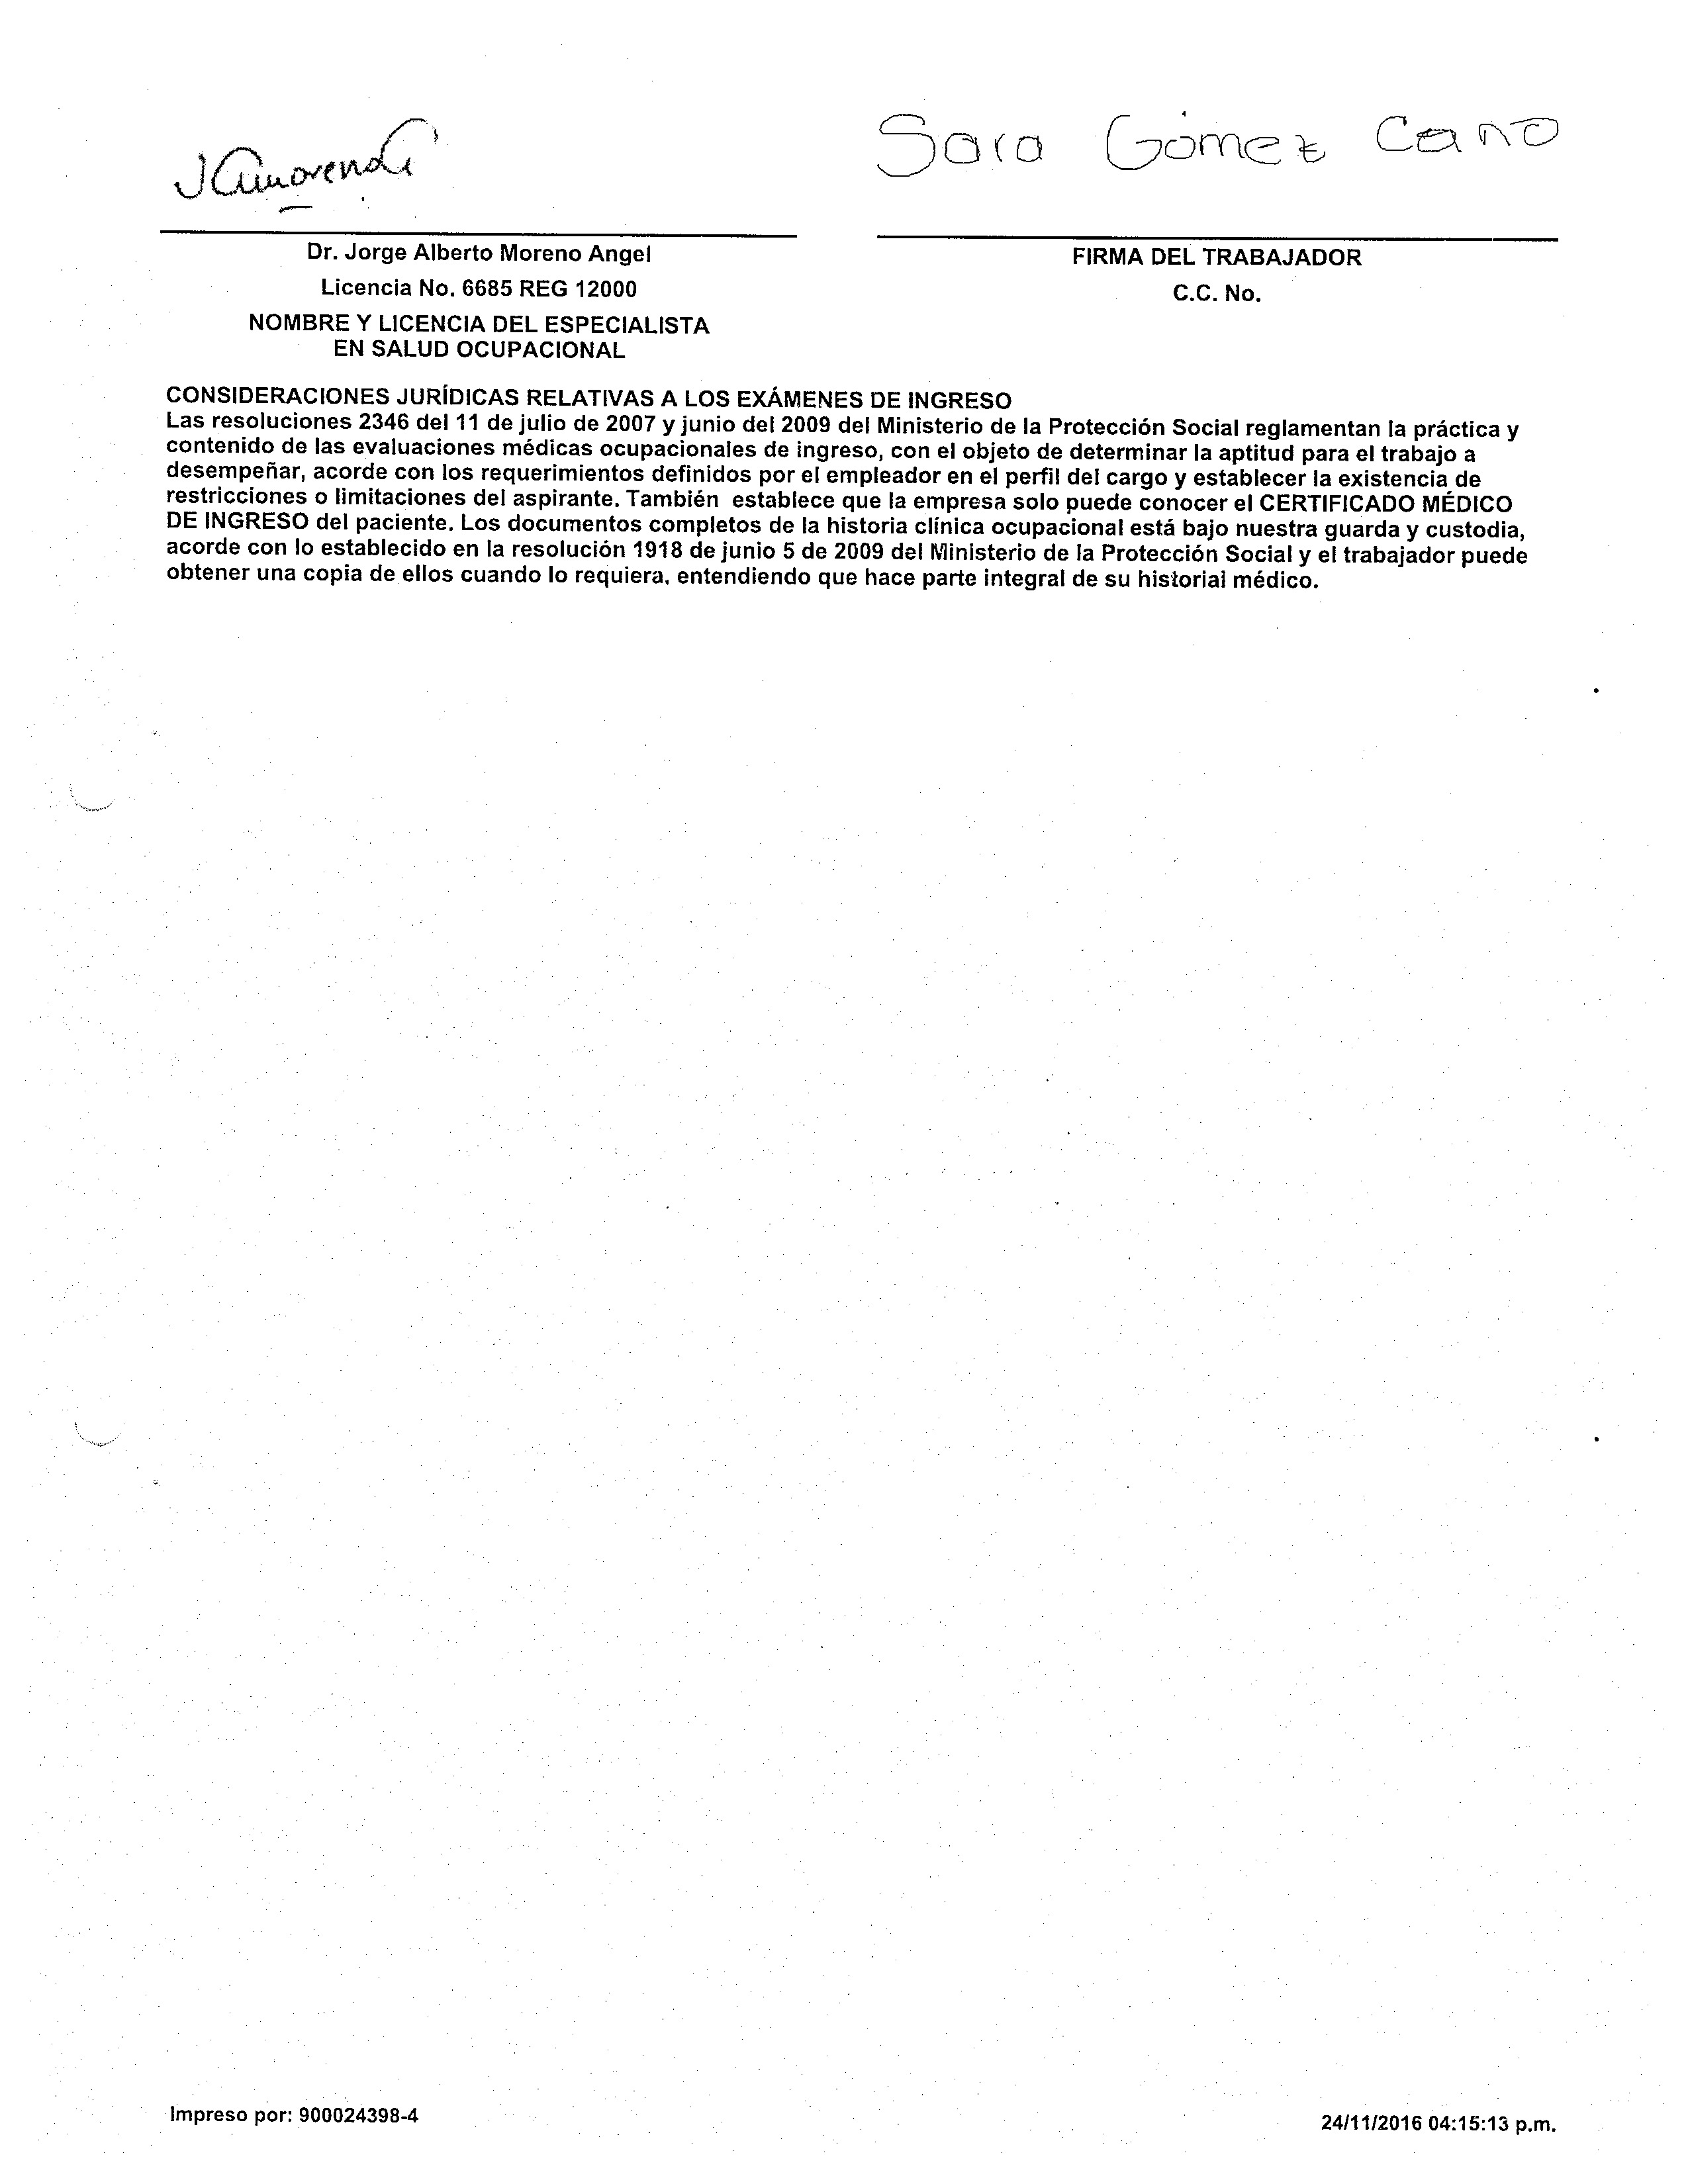 JAmorenoA
Sara Gómez Cano
Dr. Jorge Alberto Moreno Angel
Licencia No. 6685 REG 12000
NOMBRE Y LICENCIA DEL ESPECIALISTA
EN SALUD OCUPACIONAL
FIRMA DEL TRABAJADOR
C.C. No.
CONSIDERACIONES JURÍDICAS RELATIVAS A LOS EXÁMENES DE INGRESO
Las resoluciones 2346 del 11 de julio de 2007 y junio del 2009 del Ministerio de la Protección Social reglamentan la práctica y
contenido de las evaluaciones médicas ocupacionales de ingreso, con el objeto de determinar la aptitud para el trabajo a
desempeñar, acorde con los requerimientos definidos por el empleador en el perfil del cargo y establecer la existencia de
restricciones o limitaciones del aspirante. También establece que la empresa solo puede conocer el CERTIFICADO MÉDICO
DE INGRESO del paciente. Los documentos completos de la historia clínica ocupacional está bajo nuestra guarda y custodia,
acorde con lo establecido en la resolución 1918 de junio 5 de 2009 del Ministerio de la Protección Social y el trabajador puede
obtener una copia de ellos cuando lo requiera, entendiendo que hace parte integral de su historial médico.
Impreso por: 900024398-4
24/11/2016 04:15:13 p.m.